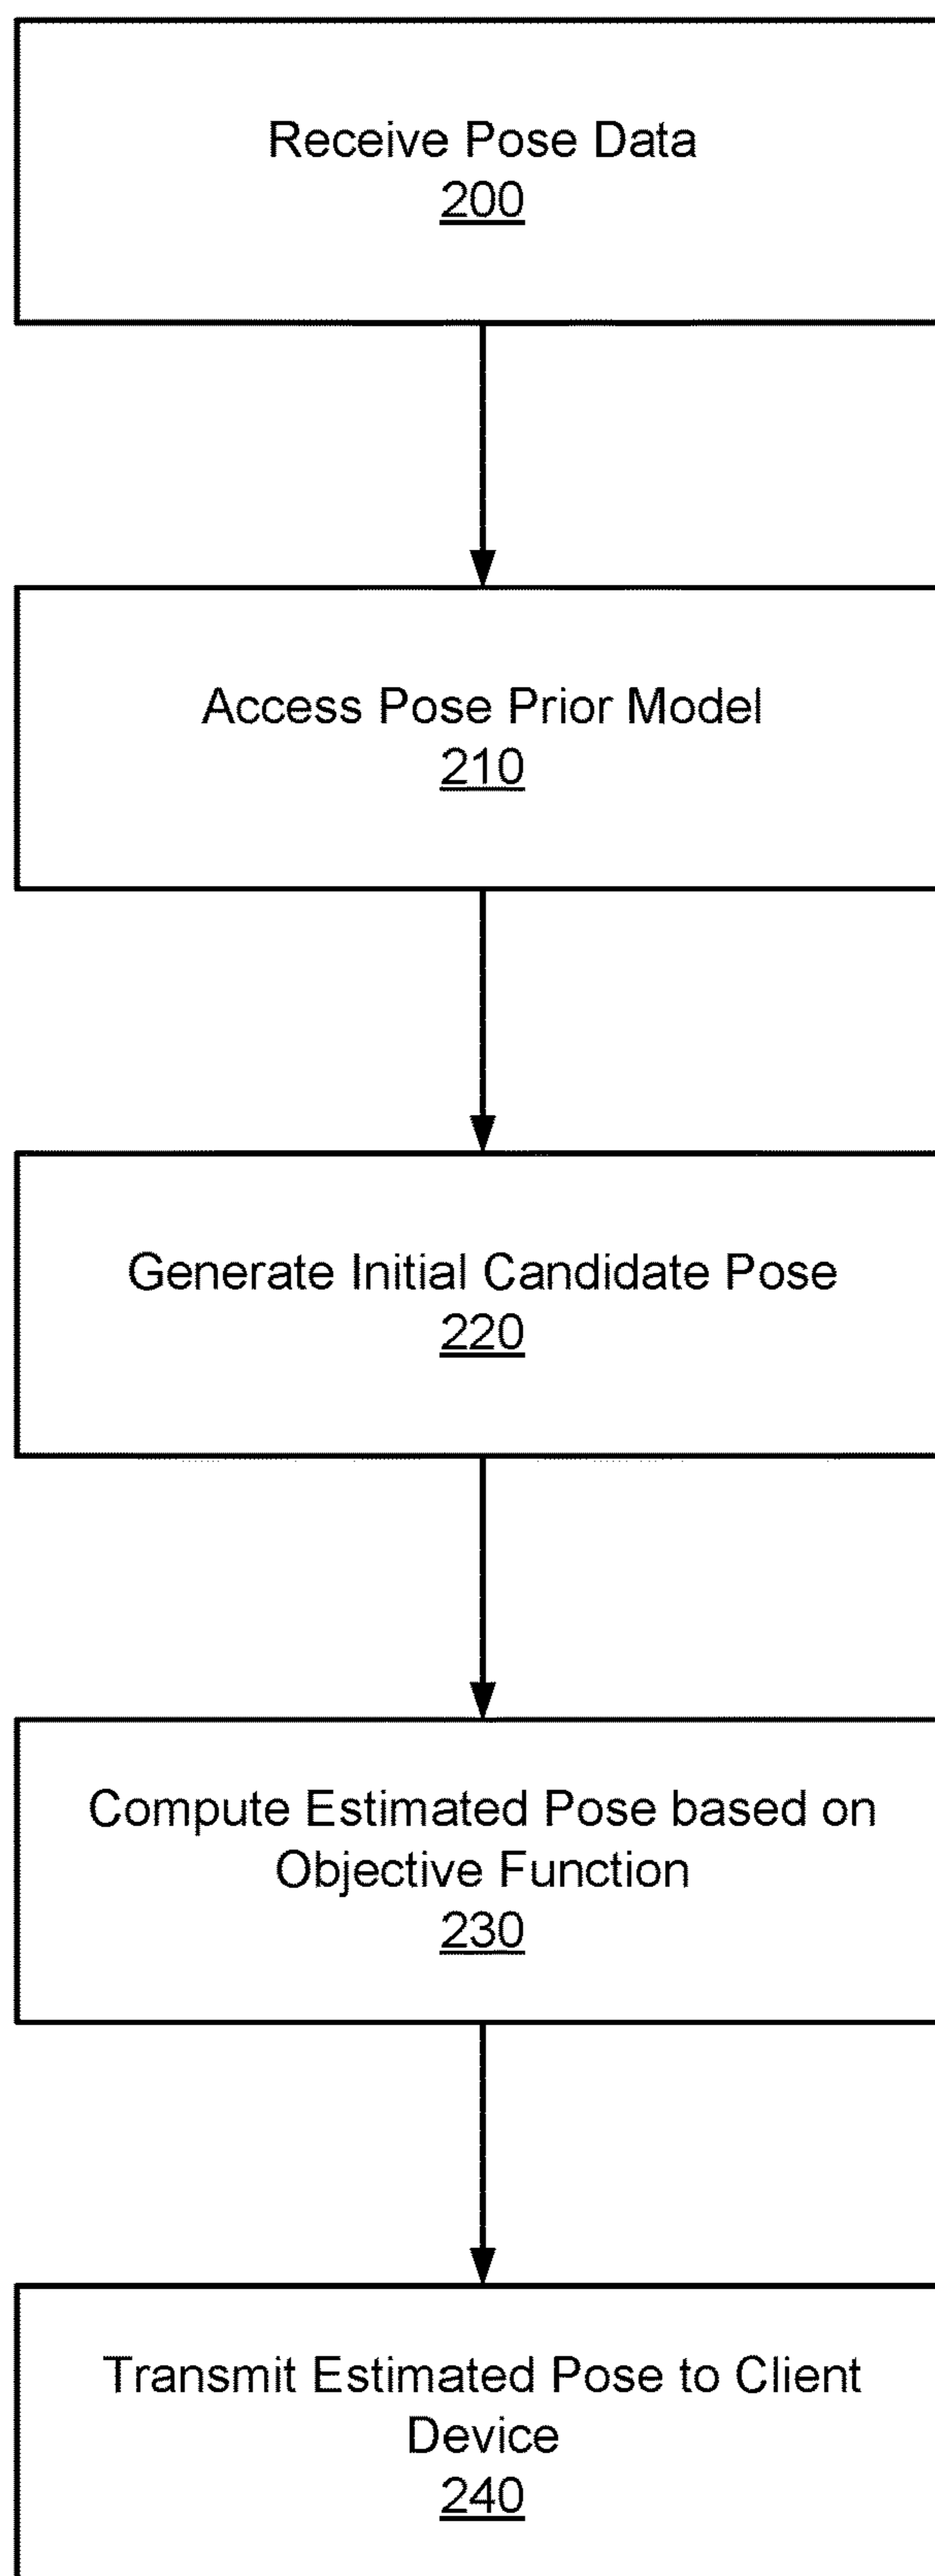 Receive Pose Data
200
Access Pose Prior Model
210
Generate Initial Candidate Pose
220
Compute Estimated Pose based on
Objective Function
230
Transmit Estimated Pose to Client
Device
240